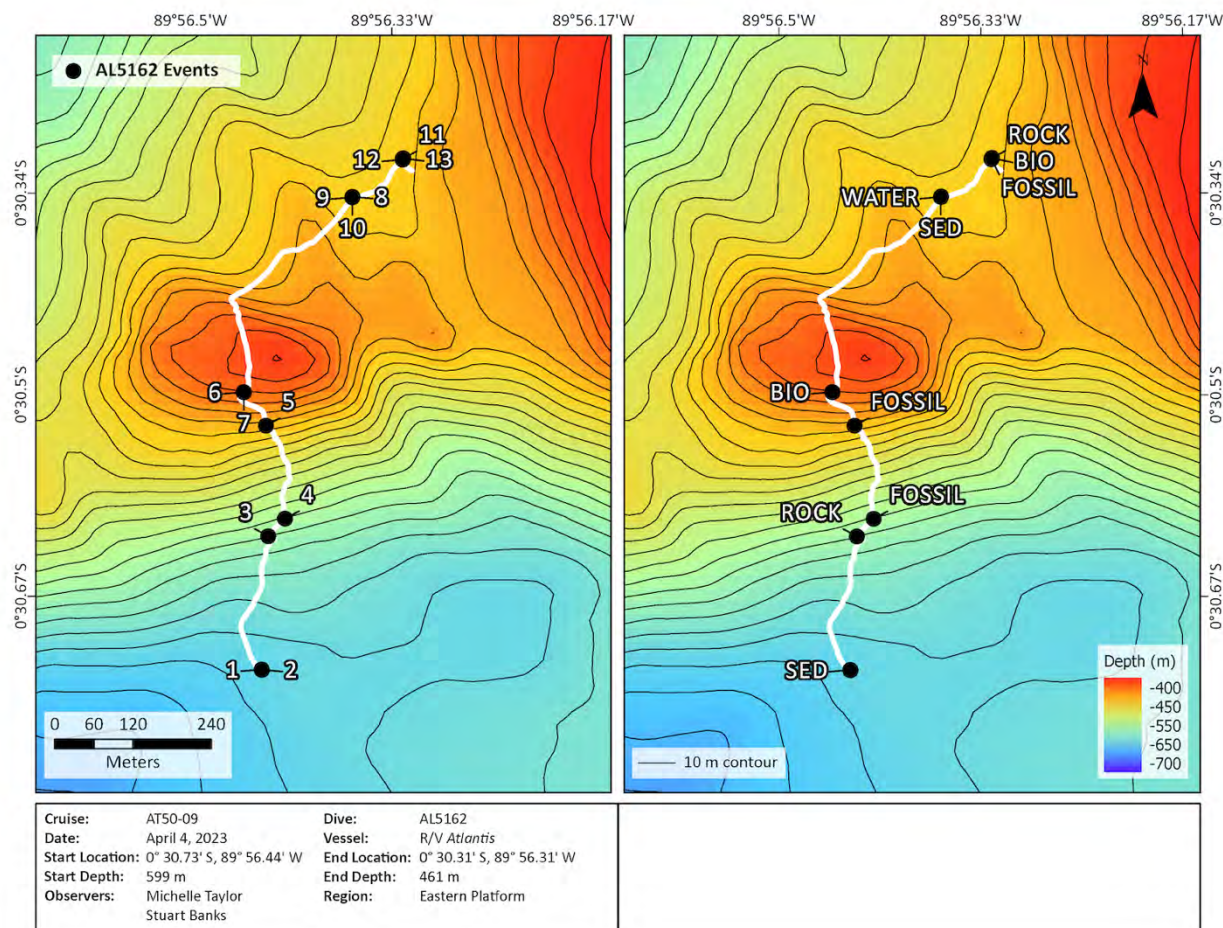 89°56.5'W 89°56.33'W 89°56.17'W 89°56.5'W 89°56.33'W 89°56.17'W
AL5162 Events
N
11
12 13
9 8
10
0°30.34'S
6 5
7
0°30.5'S
4
3
0°30.67'S
1 2
0 60 120 240
Meters
ROCK
BIO
FOSSIL
WATER
SED
0°30.34'S
BIO FOSSIL
0°30.5'S
FOSSIL
ROCK
0°30.67'S
SED
10 m contour
Depth (m)
-400
-450
-550
-650
-700
Cruise: AT50-09 Dive: AL5162
Date: April 4, 2023 Vessel: R/V Atlantis
Start Location: 0° 30.73' S, 89° 56.44' W End Location: 0° 30.31' S, 89° 56.31' W
Start Depth: 599 m End Depth: 461 m
Observers: Michelle Taylor Region: Eastern Platform
Stuart Banks